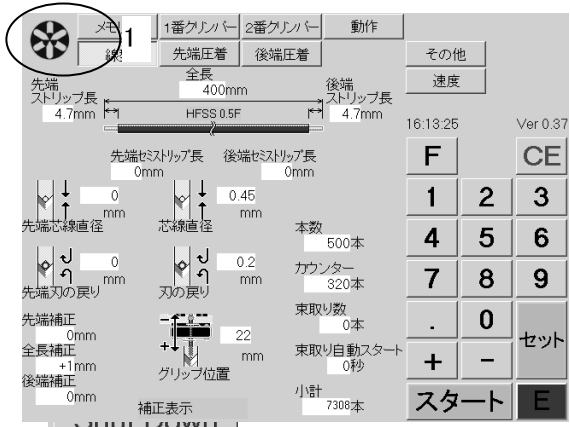 メモ
1
1番クリンパー
2番クリンパー
動作
先端圧着
後端圧着
その他
速度
全長
400mm
先端
ストリップ長
4.7mm
後端
ストリップ長
4.7mm
HFSS 0.5F
16:13:25
Ver 0.37
先端セミストリップ長
0mm
後端セミストリップ長
0mm
0
mm
先端芯線直径
0.45
mm
芯線直径
0
mm
先端刃の戻り
0.2
mm
刃の戻り
先端補正
0mm
全長補正
+1mm
後端補正
0mm
22
mm
グリップ位置
補正表示
本数
500本
カウンター
320本
束取り数
0本
束取り自動スタート
0秒
小計
7308本
F
CE
1 2 3
4 5 6
7 8 9
. 0
セット
+ -
スタート
E